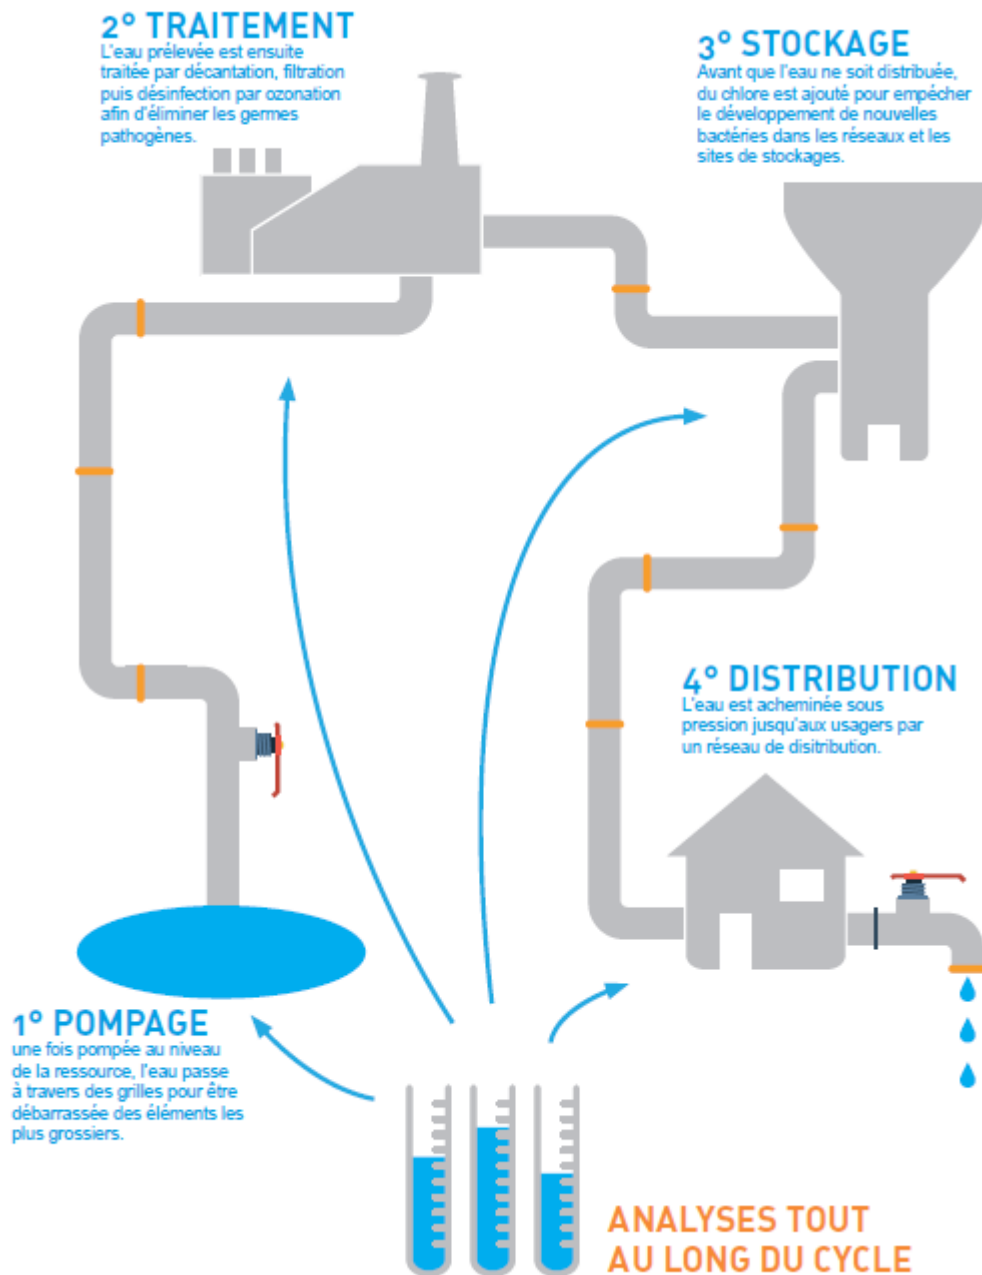 2° TRAITEMENT
L'eau prélevée est ensuite
traitée par décantation, filtration
puis désinfection par ozonation
afin d'éliminer les germes
pathogènes.
3° STOCKAGE
Avant que l'eau ne soit distribuée,
du chlore est ajouté pour empécher
le développement de nouvelles
bactéries dans les réseaux et les
sites de stockages.
4° DISTRIBUTION
L'eau est acheminée sous
pression jusqu'aux usagers par
un réseau de disitribution.
1° POMPAGE
une fois pompée au niveau
de la ressource, l'eau passe
à travers des grilles pour être
débarrassée des éléments les
plus grossiers.
ANALYSES TOUT
AU LONG DU CYCLE